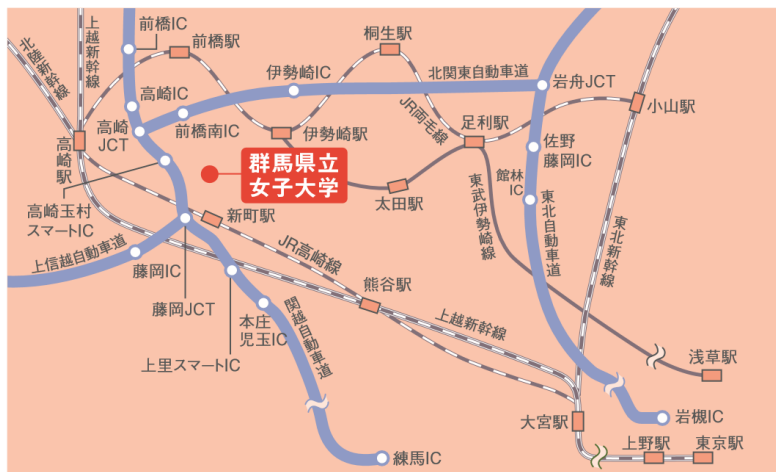 前橋IC
上越新幹線
北陸新幹線
前橋駅
桐生駅
伊勢崎IC
北関東自動車道
岩舟JCT
高崎IC
高崎
JCT
前橋南IC
伊勢崎駅
JR両毛線
足利駅
小山駅
高崎駅
群馬県立
女子大学
太田駅
佐野
藤岡IC
館林
IC
高崎玉村
スマートIC
新町駅
東武伊勢崎線
東北自動車道
東北新幹線
上信越自動車道
藤岡IC
JR高崎線
熊谷駅
藤岡JCT
本庄
児玉IC
関越自動車道
上越新幹線
上里スマートIC
浅草駅
大宮駅
岩槻IC
練馬IC
上野駅
東京駅